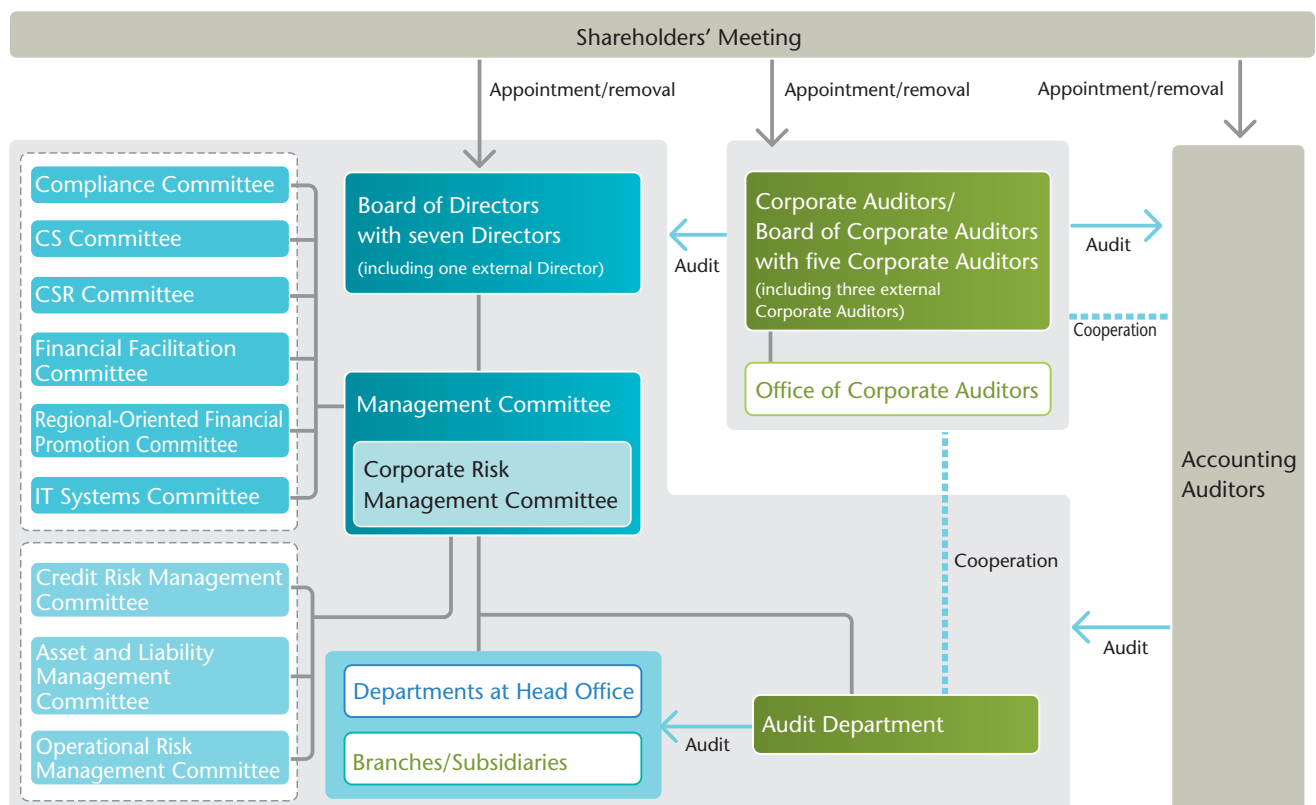 Shareholders’ Meeting
Appointment/removal
Appointment/removal
Appointment/removal
Compliance Committee
CS Committee
CSR Committee
Financial Facilitation
Committee
Regional-Oriented Financial
Promotion Committee
IT Systems Committee
Board of Directors
with seven Directors
(including one external Director)
Audit
Corporate Auditors/
Board of Corporate Auditors
with five Corporate Auditors
(including three external
Corporate Auditors)
Audit
Cooperation
Office of Corporate Auditors
Management Committee
Corporate Risk
Management Committee
Accounting
Auditors
Cooperation
Credit Risk Management
Committee
Asset and Liability
Management
Committee
Operational Risk
Management Committee
Departments at Head Office
Branches/Subsidiaries
Audit
Audit Department
Audit